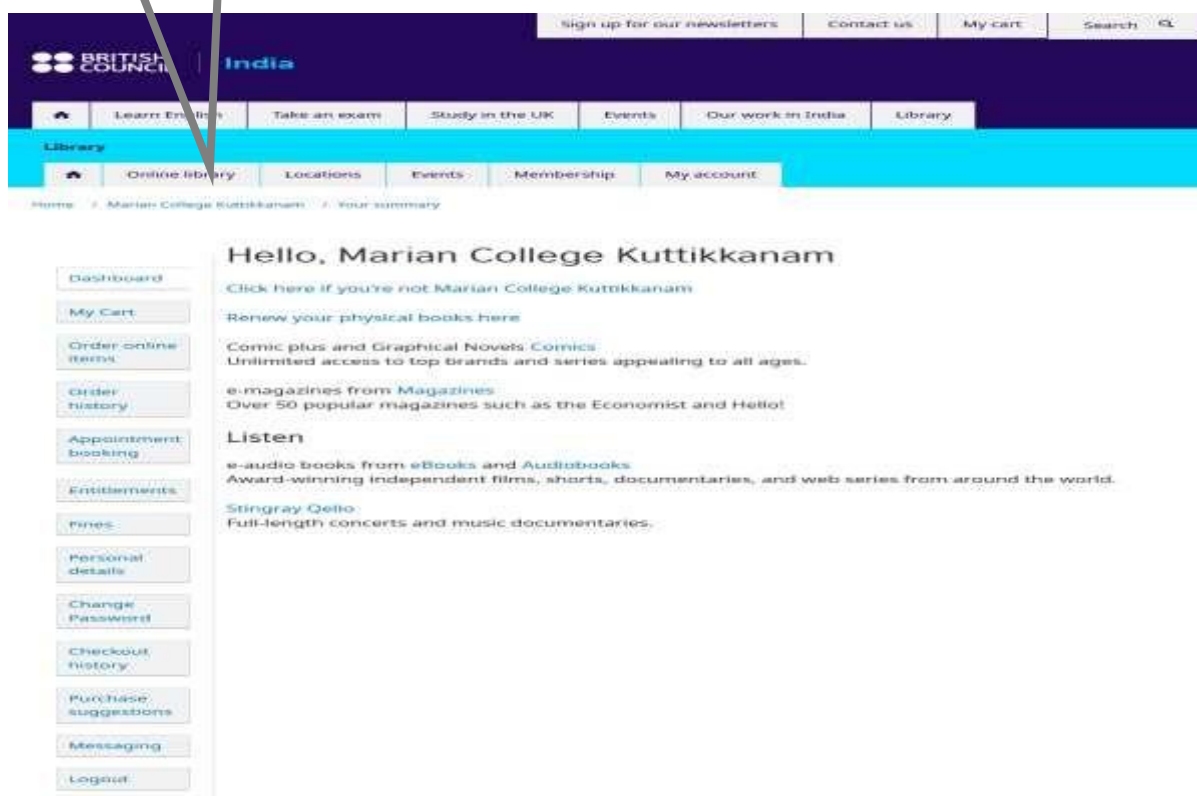 Sign up for our newsletters Contact us My cart Search
BRITISH COUNCIL India
Learn English Take an exam Study in the UK Events Our work in India Library
Library
Online library Locations Events Membership My account
Home / Marian College Kuttikkanam / Your summary
Hello, Marian College Kuttikkanam
Click here if you're not Marian College Kuttikkanam
Renew your physical books here
Comic plus and Graphical Novels Comics
Unlimited access to top brands and series appealing to all ages.
e-magazines from Magazines
Over 50 popular magazines such as the Economist and Hello!
Listen
e-audio books from eBooks and Audiobooks
Award-winning independent films, shorts, documentaries, and web series from around the world.
Stingray Qello
Full-length concerts and music documentaries.
Dashboard
My Cart
Order online
items
Order
history
Appointment
booking
Entitlements
Fines
Personal
details
Change
Password
Checkout
history
Purchase
suggestions
Messaging
Logout